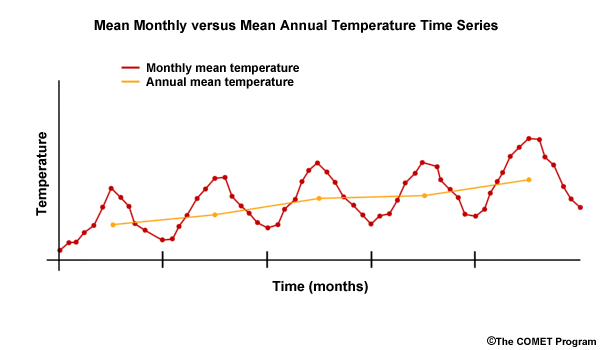 Mean Monthly versus Mean Annual Temperature Time Series
Monthly mean temperature
Annual mean temperature
Temperature
Time (months)
©The COMET Program